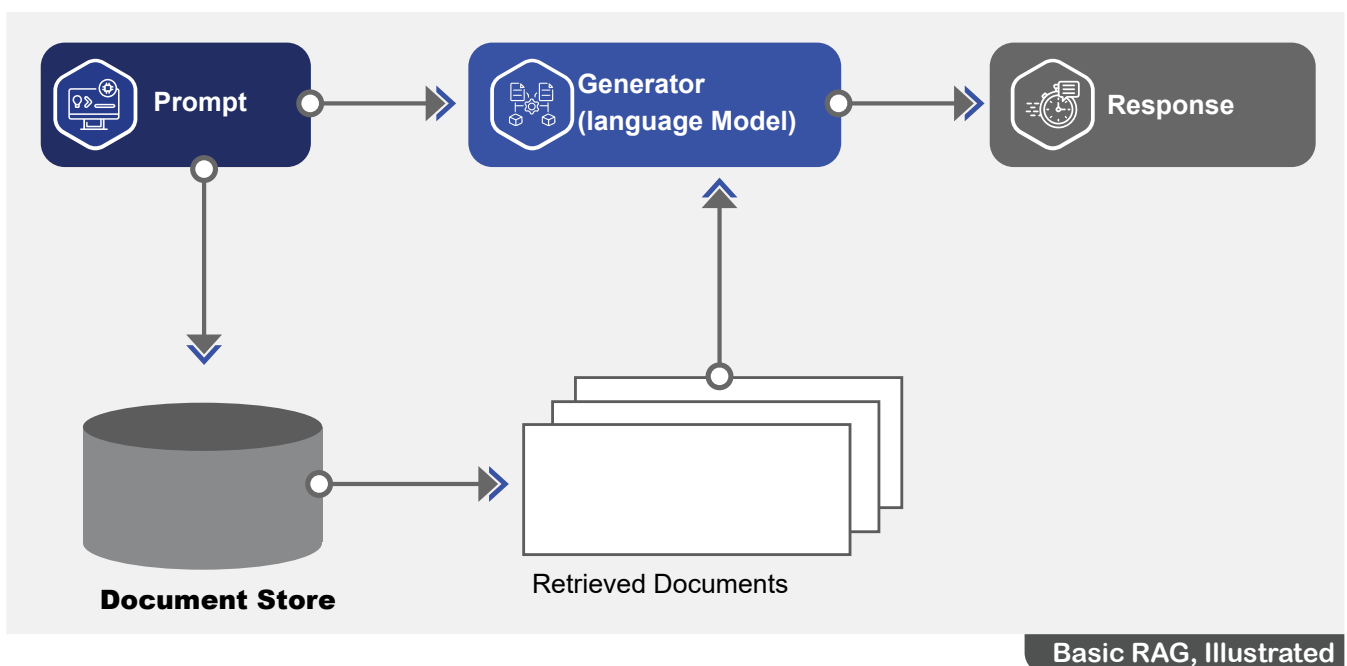 Prompt
Generator
(language Model)
Response
Document Store
Retrieved Documents
Basic RAG, Illustrated